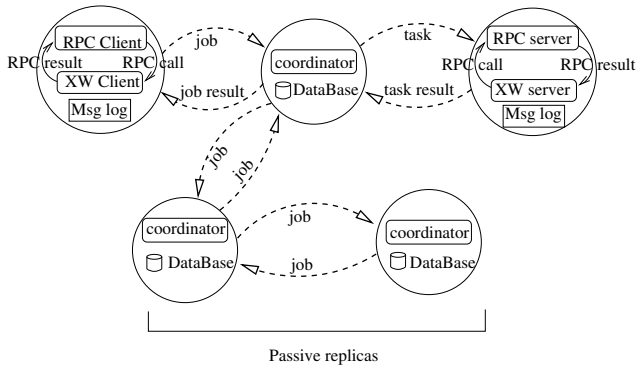 RPC Client
RPC result
RPC call
XW Client
Msg log
job
job result
coordinator
DataBase
task
task result
RPC server
RPC call
RPC result
XW server
Msg log
job
job
coordinator
DataBase
job
job
coordinator
DataBase
Passive replicas